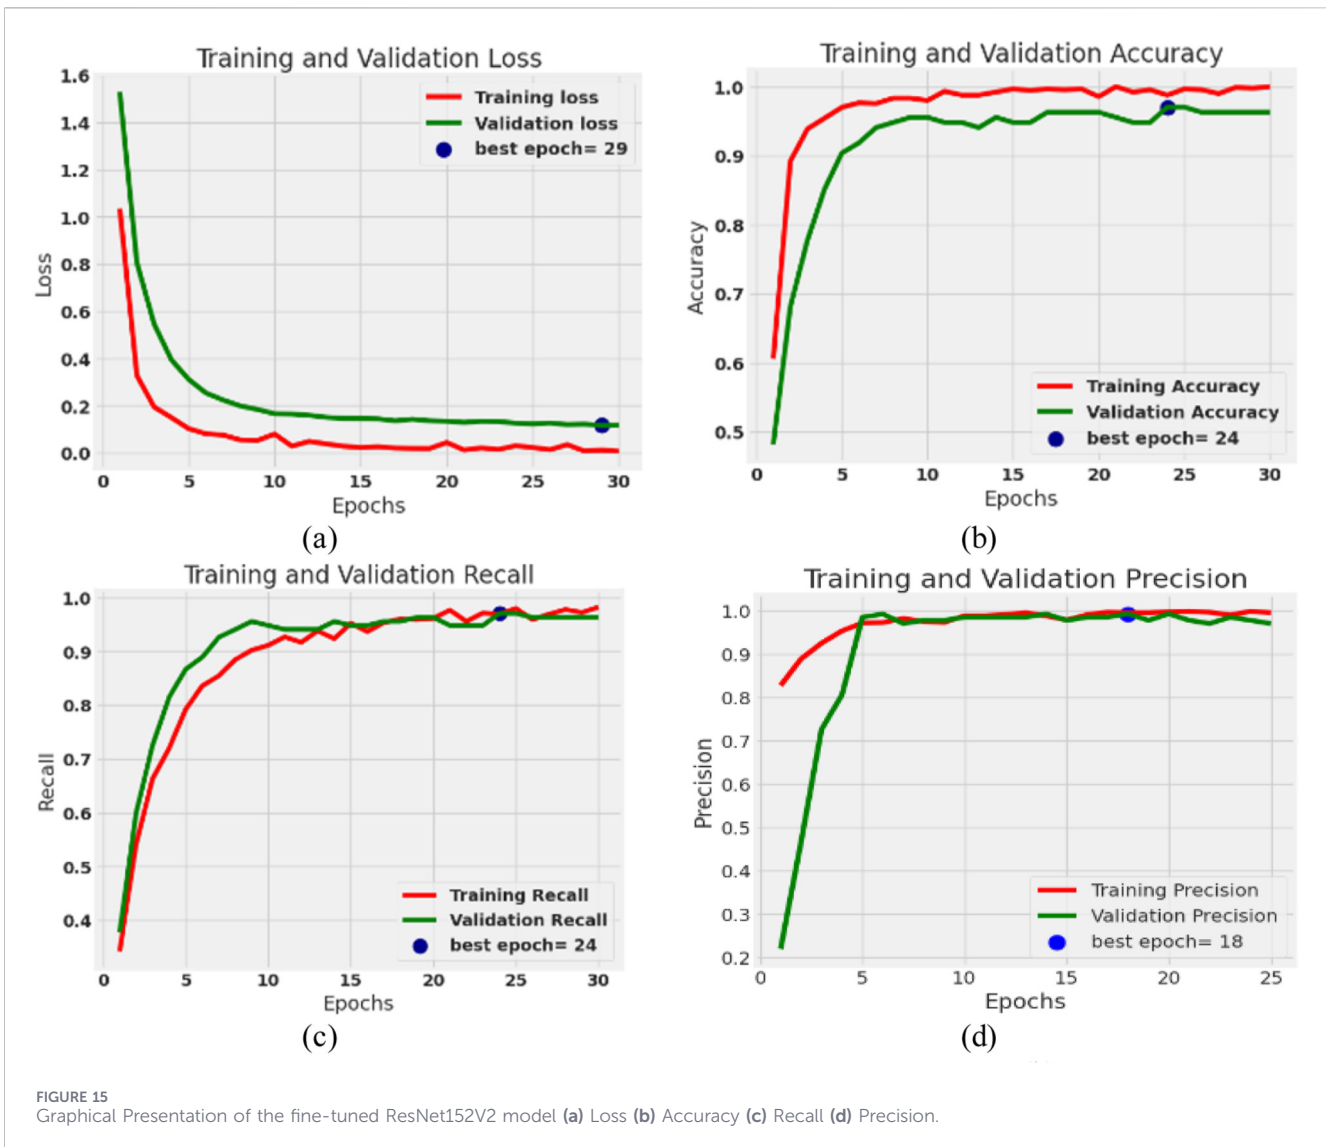 Training and Validation Loss
1.6
1.4
1.2
1.0
0.8
0.6
0.4
0.2
0.0
Loss
Training loss
Validation loss
best epoch= 29
0 5 10 15 20 25 30
Epochs
(a)
Training and Validation Accuracy
1.0
0.9
0.8
0.7
0.6
0.5
Accuracy
Training Accuracy
Validation Accuracy
best epoch= 24
0 5 10 15 20 25 30
Epochs
(b)
Training and Validation Recall
1.0
0.9
0.8
0.7
0.6
0.5
0.4
Recall
Training Recall
Validation Recall
best epoch= 24
0 5 10 15 20 25 30
Epochs
(c)
Training and Validation Precision
1.0
0.9
0.8
0.7
0.6
0.5
0.4
0.3
0.2
Precision
Training Precision
Validation Precision
best epoch= 18
0 5 10 15 20 25
Epochs
(d)
FIGURE 15
Graphical Presentation of the fine-tuned ResNet152V2 model (a) Loss (b) Accuracy (c) Recall (d) Precision.